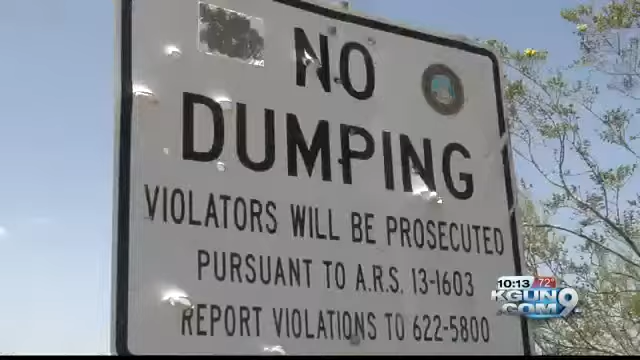 NO
DUMPING
VIOLATORS WILL BE PROSECUTED
PURSUANT TO A.R.S. 13-1603
REPORT VIOLATIONS TO 622-5800
10:13 72°
KGUN9
.COM